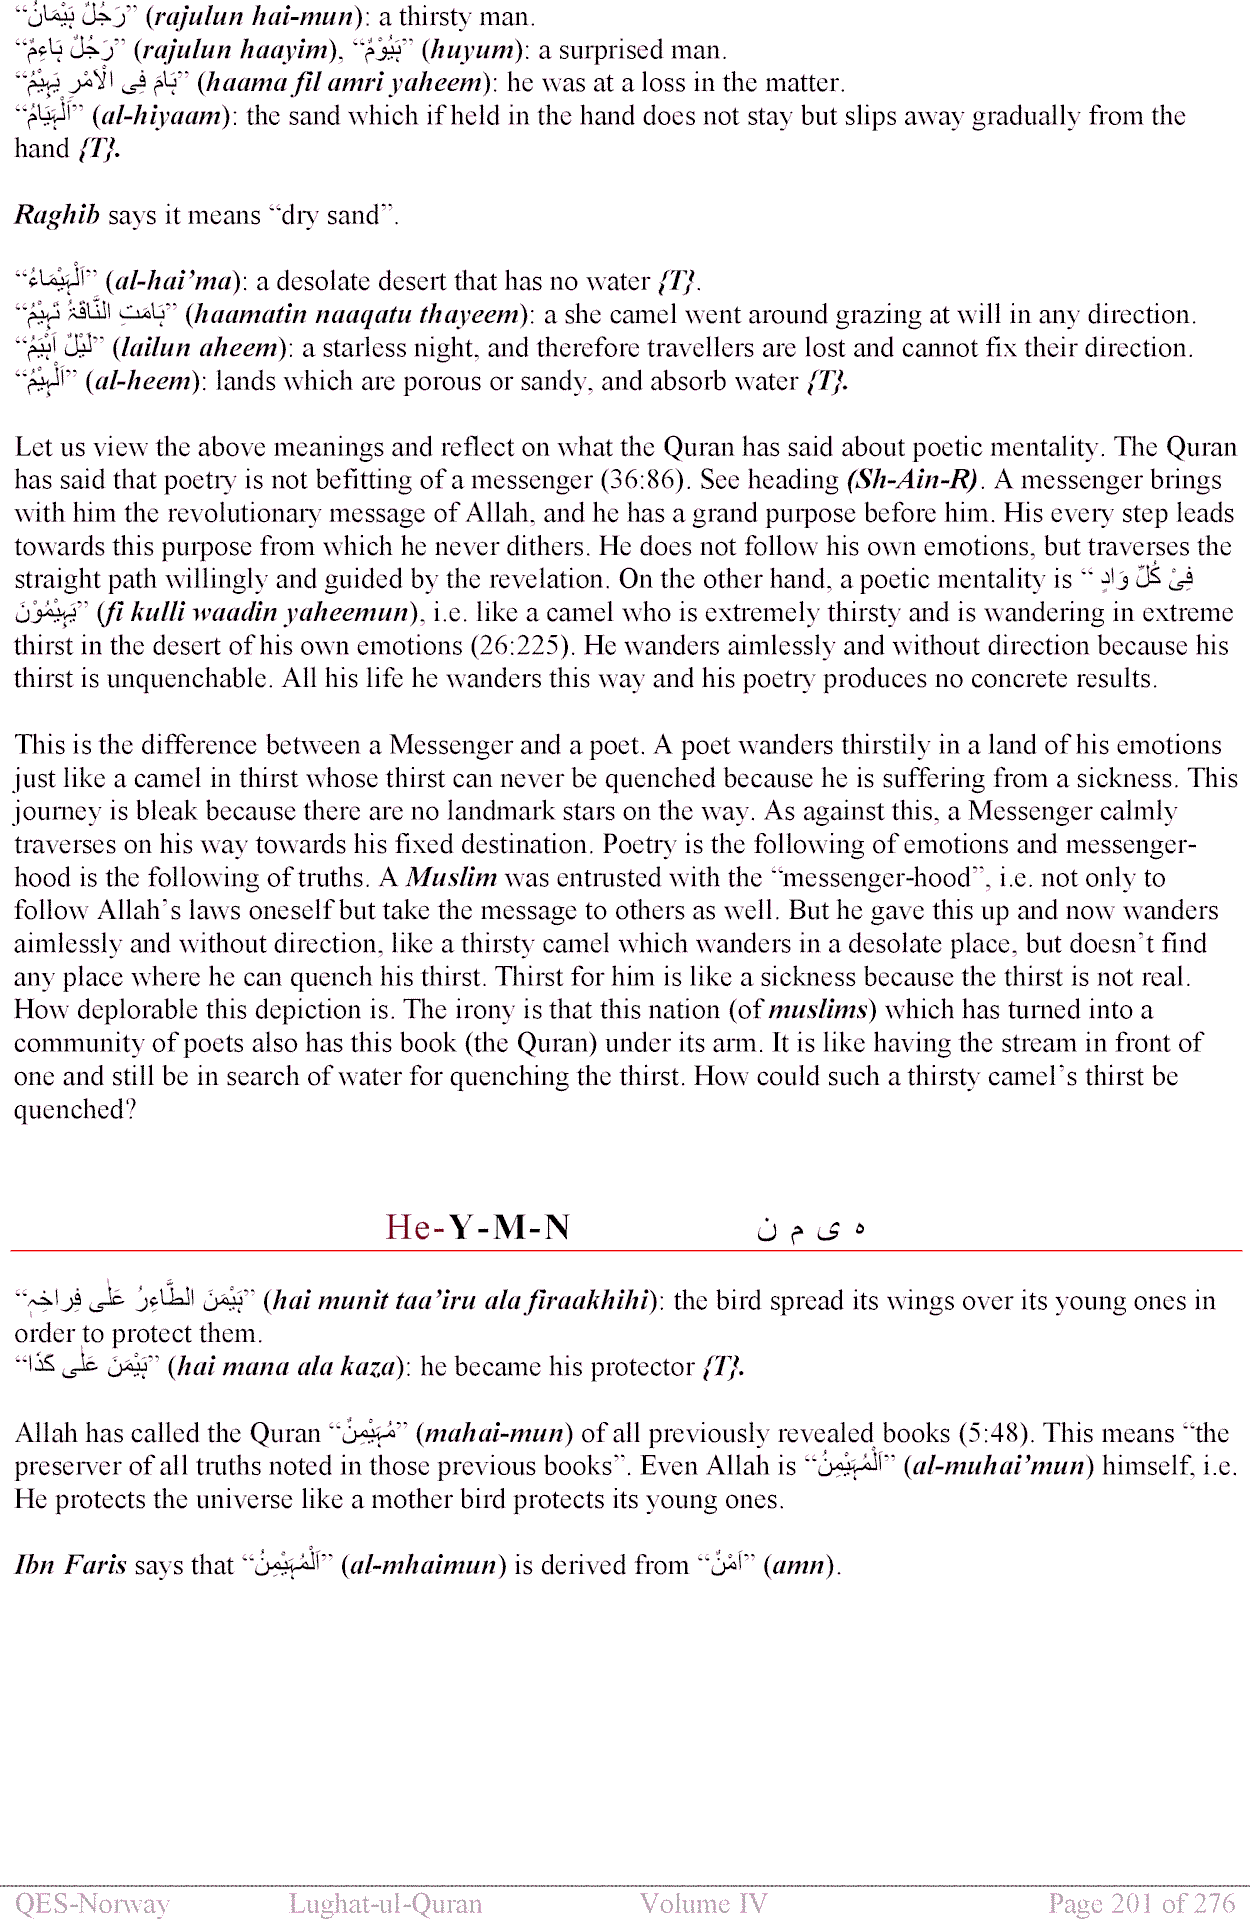 “رَجُلٌ ہَیْمَانُ” (rajulun hai-mun): a thirsty man.
“رَجُلٌ ہَاءِمٌ” (rajulun haayim), “ہَیُوْمٌ” (huyum): a surprised man.
“ہَامَ فِی الْاَمْرِ یَہِیْمُ” (haama fil amri yaheem): he was at a loss in the matter.
“اَلْہَیَامُ” (al-hiyaam): the sand which if held in the hand does not stay but slips away gradually from the
hand {T}.
Raghib says it means “dry sand”.
“اَلْہَیْمَاءُ” (al-hai’ma): a desolate desert that has no water {T}.
“ہَامَتِ النَّاقَۃُ تَہِیْمُ” (haamatin naaqatu thayeem): a she camel went around grazing at will in any direction.
“لَیْلٌ اَہْیَمُ” (lailun aheem): a starless night, and therefore travellers are lost and cannot fix their direction.
“اَلْہِیْمُ” (al-heem): lands which are porous or sandy, and absorb water {T}.
Let us view the above meanings and reflect on what the Quran has said about poetic mentality. The Quran
has said that poetry is not befitting of a messenger (36:86). See heading (Sh-Ain-R). A messenger brings
with him the revolutionary message of Allah, and he has a grand purpose before him. His every step leads
towards this purpose from which he never dithers. He does not follow his own emotions, but traverses the
straight path willingly and guided by the revelation. On the other hand, a poetic mentality is “ فِیْ کُلِّ وَادٍ
یَہِیْمُوْنَ” (fi kulli waadin yaheemun), i.e. like a camel who is extremely thirsty and is wandering in extreme
thirst in the desert of his own emotions (26:225). He wanders aimlessly and without direction because his
thirst is unquenchable. All his life he wanders this way and his poetry produces no concrete results.
This is the difference between a Messenger and a poet. A poet wanders thirstily in a land of his emotions
just like a camel in thirst whose thirst can never be quenched because he is suffering from a sickness. This
journey is bleak because there are no landmark stars on the way. As against this, a Messenger calmly
traverses on his way towards his fixed destination. Poetry is the following of emotions and messenger-
hood is the following of truths. A Muslim was entrusted with the “messenger-hood”, i.e. not only to
follow Allah’s laws oneself but take the message to others as well. But he gave this up and now wanders
aimlessly and without direction, like a thirsty camel which wanders in a desolate place, but doesn’t find
any place where he can quench his thirst. Thirst for him is like a sickness because the thirst is not real.
How deplorable this depiction is. The irony is that this nation (of muslims) which has turned into a
community of poets also has this book (the Quran) under its arm. It is like having the stream in front of
one and still be in search of water for quenching the thirst. How could such a thirsty camel’s thirst be
quenched?
He-Y-M-N ہ ی م ن
“ہَیْمَنَ الطَّاءِرُ عَلٰی فِرَاخِہٖ” (hai munit taa’iru ala firaakhihi): the bird spread its wings over its young ones in
order to protect them.
“ہَیْمَنَ عَلٰی کَذَا” (hai mana ala kaza): he became his protector {T}.
Allah has called the Quran “مُہَیْمِنٌ” (mahai-mun) of all previously revealed books (5:48). This means “the
preserver of all truths noted in those previous books”. Even Allah is “اَلْمُہَیْمِنُ” (al-muhai’mun) himself, i.e.
He protects the universe like a mother bird protects its young ones.
Ibn Faris says that “اَلْمُہَیْمِنُ” (al-mhaimun) is derived from “اَمْنٌ” (amn).
QES-Norway Lughat-ul-Quran Volume IV Page 201 of 276